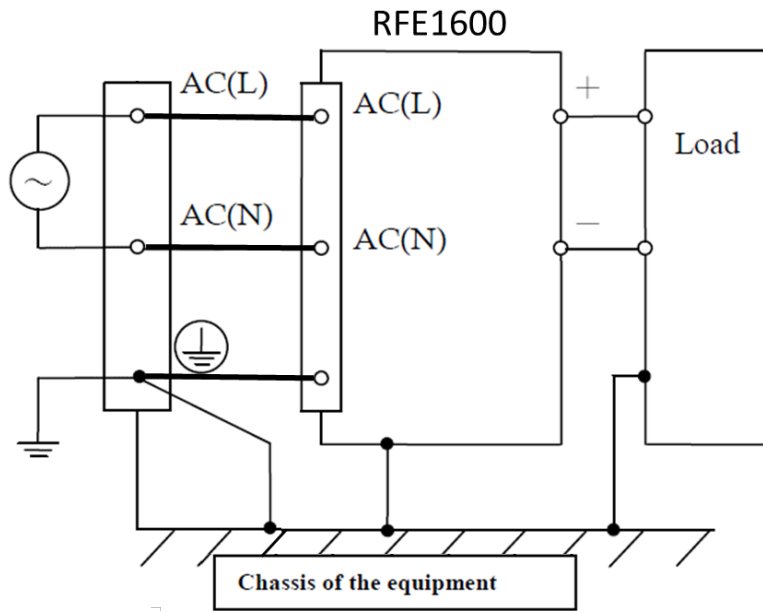 RFE1600
AC(L)
AC(L)
+
Load
AC(N)
AC(N)
−
Chassis of the equipment